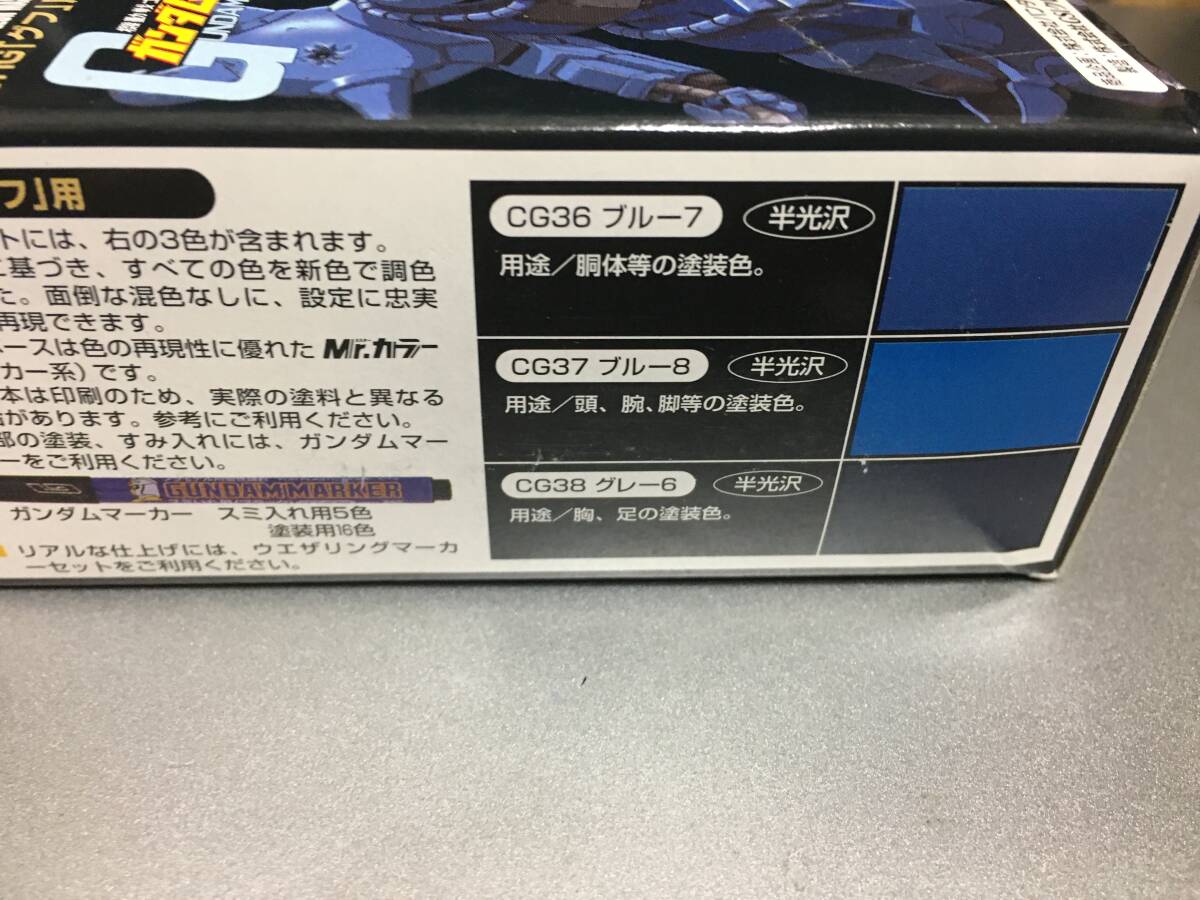 ガンダム
G
フ』用
トには、右の3色が含まれます。
基づき、すべての色を新色で調色
た。面倒な混色なしに、設定に忠実
再現できます。
ースは色の再現性に優れた Mr.カラー
カー系)です。
本は印刷のため、実際の塗料と異なる
があります。参考にご利用ください。
部の塗装、すみ入れには、ガンダムマー
ーをご利用ください。
GUNDAM MARKER
ガンダムマーカー スミ入れ用5色
塗装用16色
リアルな仕上げには、ウエザリングマーカ
ーセットをご利用ください。
CG36 ブルー7 半光沢
用途／胴体等の塗装色。
CG37 ブルー8 半光沢
用途／頭、腕、脚等の塗装色。
CG38 グレー6 半光沢
用途／胸、足の塗装色。